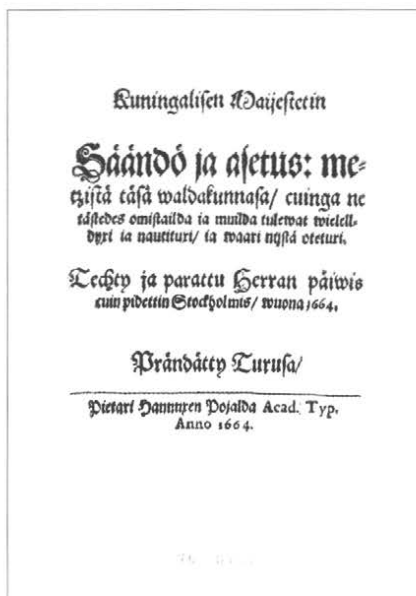 Kuningalisen Maijestetin
Säändö ja asetus: me-
tzistä täsä waldakunnasa/ cuinga ne
tästedes omistailda ia muilda tulewat wielell-
dyxi ia nautituxi/ ia waari nijstä otetuxi.
Techty ja parattu Herran päiwis
cuin pidettin Stockholmis/ wuona 1664.
Prändätty Turusa/
Pietari Hannuxen Pojalda Acad. Typ.
Anno 1664.